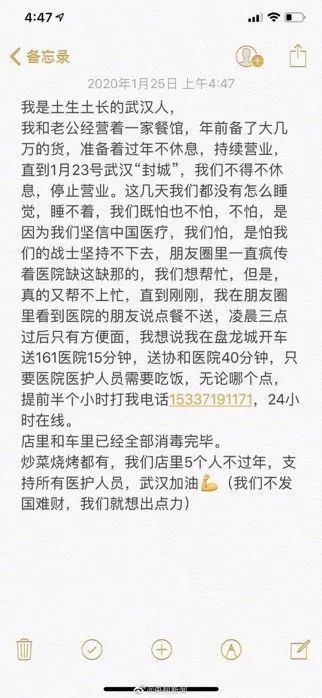 4:47
备忘录
2020年1月25日 上午4:47
我是土生土长的武汉人，
我和老公经营着一家餐馆，年前备了大几
万的货，准备着过年不休息，持续营业，
直到1月23号武汉“封城”，我们不得不休
息，停止营业。这几天我们都没有怎么睡
觉，睡不着，我们既怕也不怕，不怕，是
因为我们坚信中国医疗，我们怕，是怕我
们的战士坚持不下去，朋友圈里一直疯传
着医院缺这缺那的，我们想帮忙，但是，
真的又帮不上忙，直到刚刚，我在朋友圈
里看到医院的朋友说点餐不送，凌晨三点
过后只有方便面，我想说我在盘龙城开车
送161医院15分钟，送协和医院40分钟，只
要医院医护人员需要吃饭，无论哪个点，
提前半个小时打我电话15337191171，24小
时在线。
店里和车里已经全部消毒完毕。
炒菜烧烤都有，我们店里5个人不过年，支
持所有医护人员，武汉加油💪（我们不发
国难财，我们就想出点力）